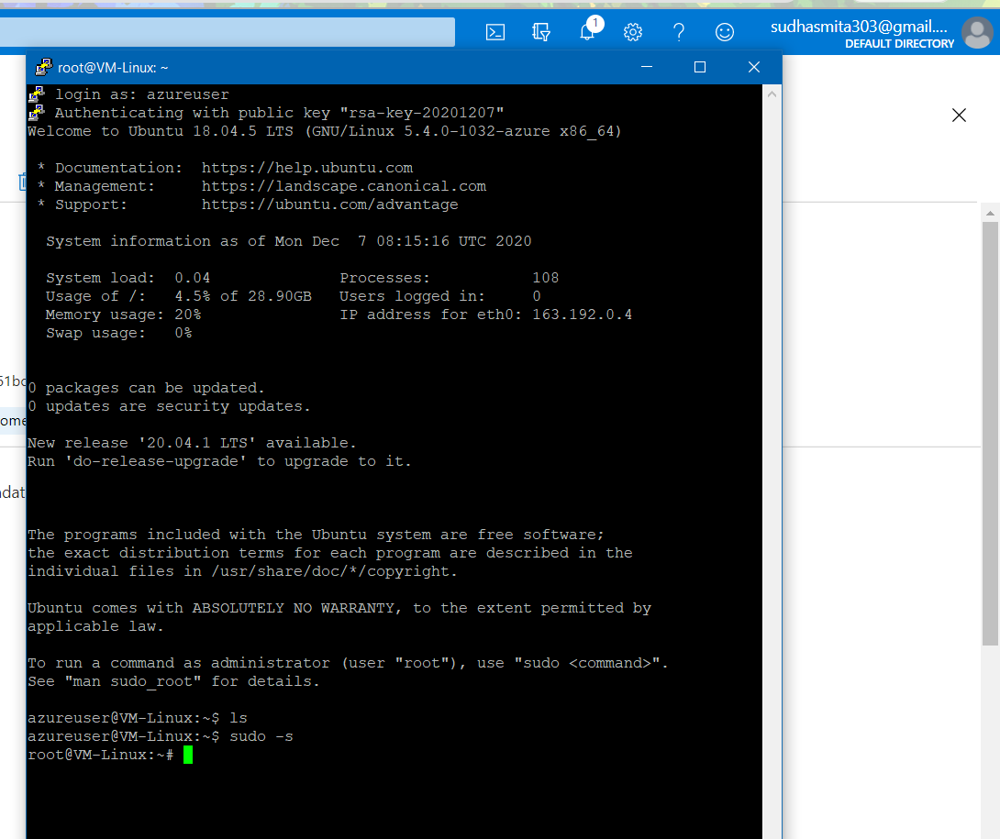 1
sudhasmita303@gmail....
DEFAULT DIRECTORY
root@VM-Linux: ~
login as: azureuser
Authenticating with public key "rsa-key-20201207"
Welcome to Ubuntu 18.04.5 LTS (GNU/Linux 5.4.0-1032-azure x86_64)
* Documentation:  https://help.ubuntu.com
* Management:     https://landscape.canonical.com
* Support:        https://ubuntu.com/advantage
System information as of Mon Dec  7 08:15:16 UTC 2020
System load:  0.04              Processes:           108
Usage of /:   4.5% of 28.90GB   Users logged in:     0
Memory usage: 20%               IP address for eth0: 163.192.0.4
Swap usage:   0%
0 packages can be updated.
0 updates are security updates.
New release '20.04.1 LTS' available.
Run 'do-release-upgrade' to upgrade to it.
The programs included with the Ubuntu system are free software;
the exact distribution terms for each program are described in the
individual files in /usr/share/doc/*/copyright.
Ubuntu comes with ABSOLUTELY NO WARRANTY, to the extent permitted by
applicable law.
To run a command as administrator (user "root"), use "sudo <command>".
See "man sudo_root" for details.
azureuser@VM-Linux:~$ ls
azureuser@VM-Linux:~$ sudo -s
root@VM-Linux:~#